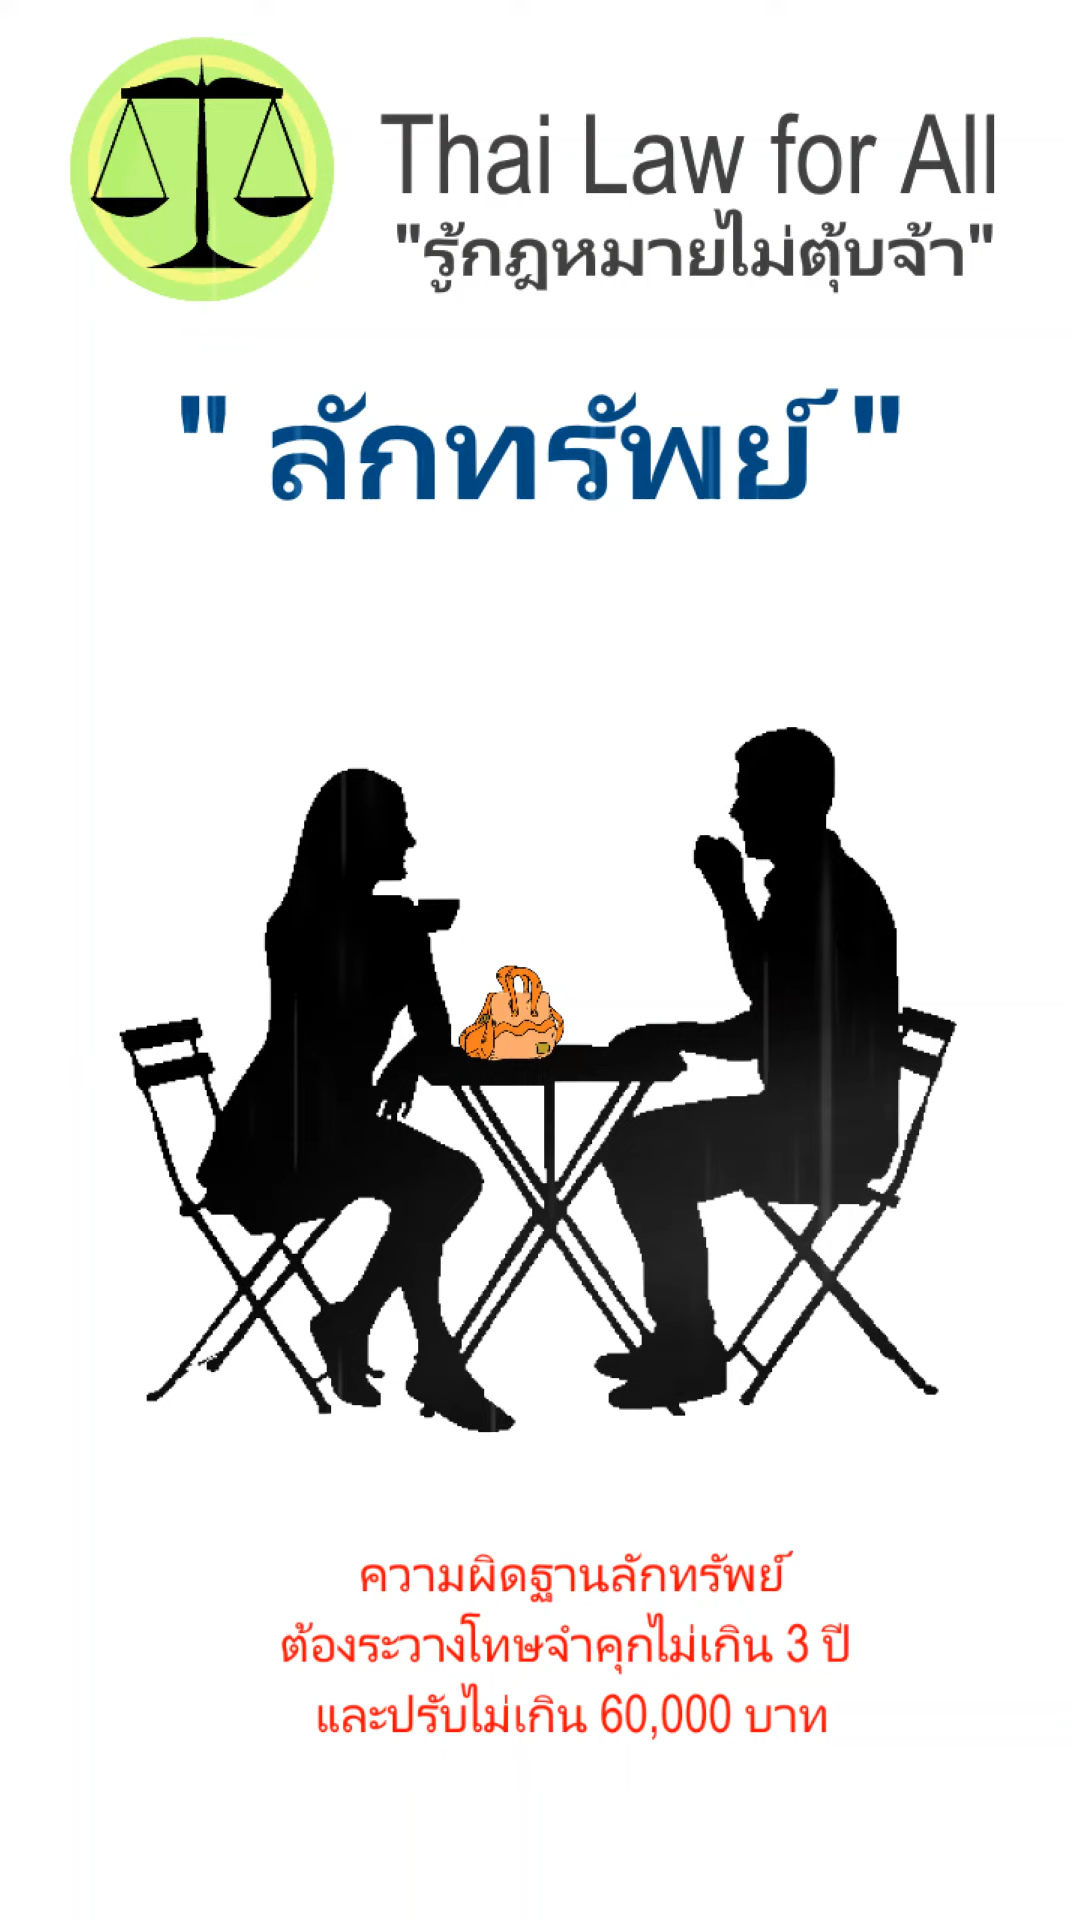 Thai Law for All
"รู้กฎหมายไม่ตุ้บจ้า"
" ลักทรัพย์ "
ความผิดฐานลักทรัพย์
ต้องระวางโทษจำคุกไม่เกิน 3 ปี
และปรับไม่เกิน 60,000 บาท